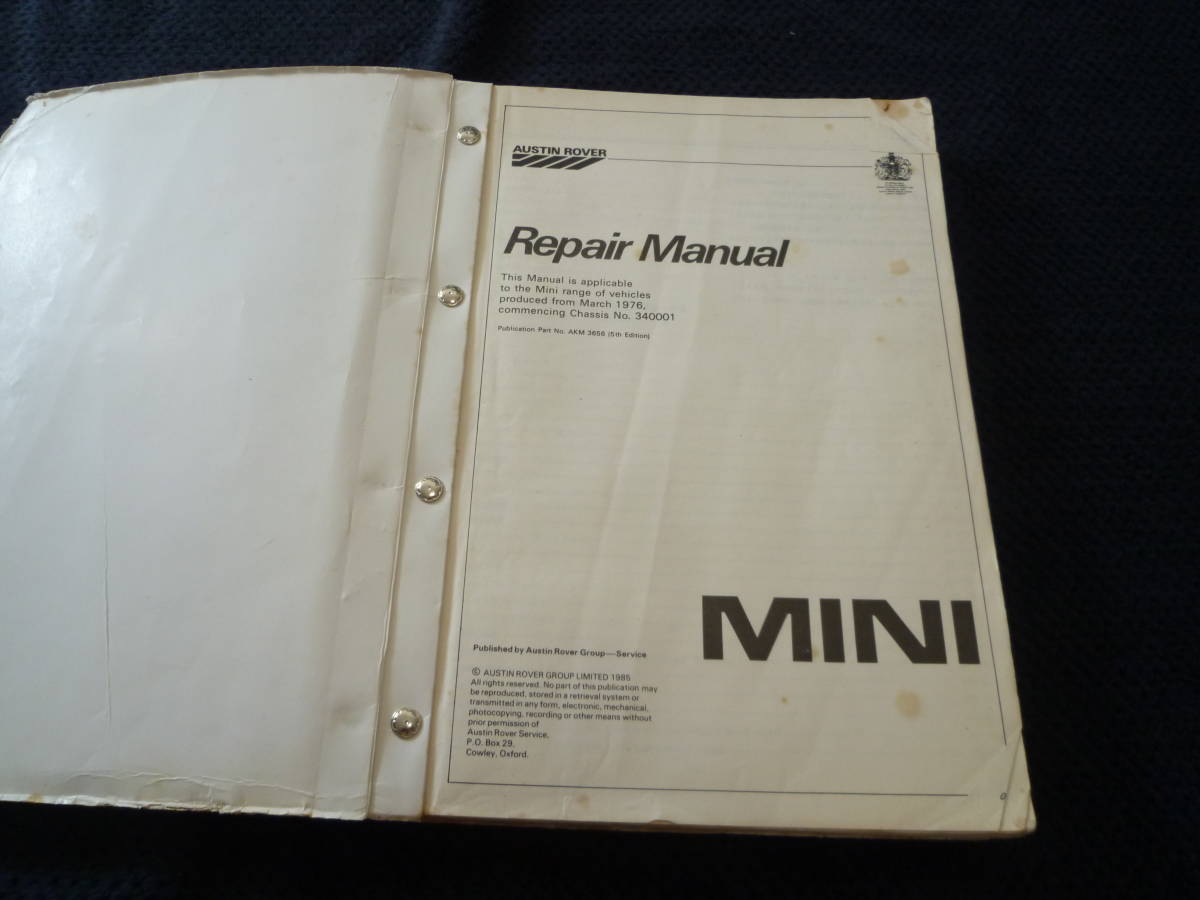 AUSTIN ROVER
Repair Manual
This Manual is applicable
to the Mini range of vehicles
produced from March 1976,
commencing Chassis No. 340001
Publication Part No. AKM 3656 (5th Edition)
MINI
Published by Austin Rover Group—Service
© AUSTIN ROVER GROUP LIMITED 1985
All rights reserved. No part of this publication may
be reproduced, stored in a retrieval system or
transmitted in any form, electronic, mechanical,
photocopying, recording or other means without
prior permission of
Austin Rover Service,
P.O. Box 29,
Cowley, Oxford.